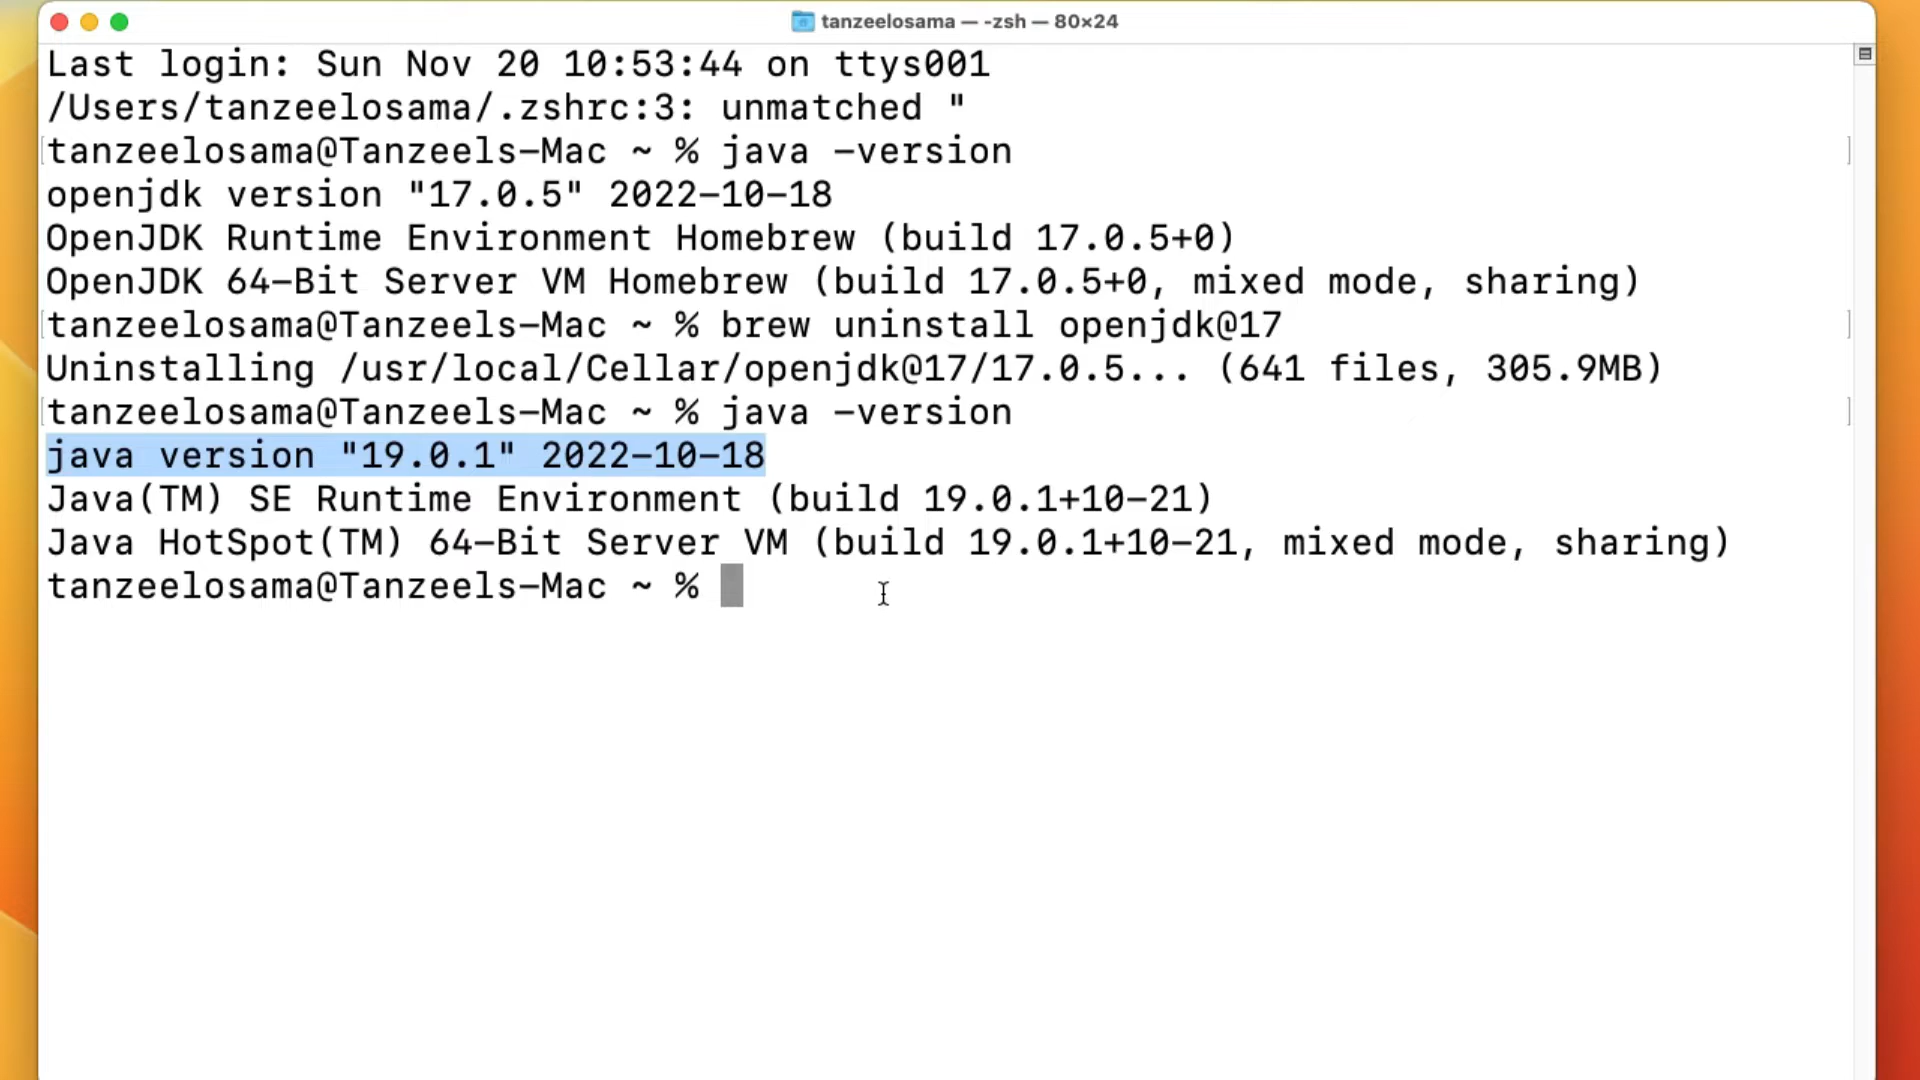 tanzeelosama — -zsh — 80×24
Last login: Sun Nov 20 10:53:44 on ttys001
/Users/tanzeelosama/.zshrc:3: unmatched "
tanzeelosama@Tanzeels-Mac ~ % java -version
openjdk version "17.0.5" 2022-10-18
OpenJDK Runtime Environment Homebrew (build 17.0.5+0)
OpenJDK 64-Bit Server VM Homebrew (build 17.0.5+0, mixed mode, sharing)
tanzeelosama@Tanzeels-Mac ~ % brew uninstall openjdk@17
Uninstalling /usr/local/Cellar/openjdk@17/17.0.5... (641 files, 305.9MB)
tanzeelosama@Tanzeels-Mac ~ % java -version
java version "19.0.1" 2022-10-18
Java(TM) SE Runtime Environment (build 19.0.1+10-21)
Java HotSpot(TM) 64-Bit Server VM (build 19.0.1+10-21, mixed mode, sharing)
tanzeelosama@Tanzeels-Mac ~ %